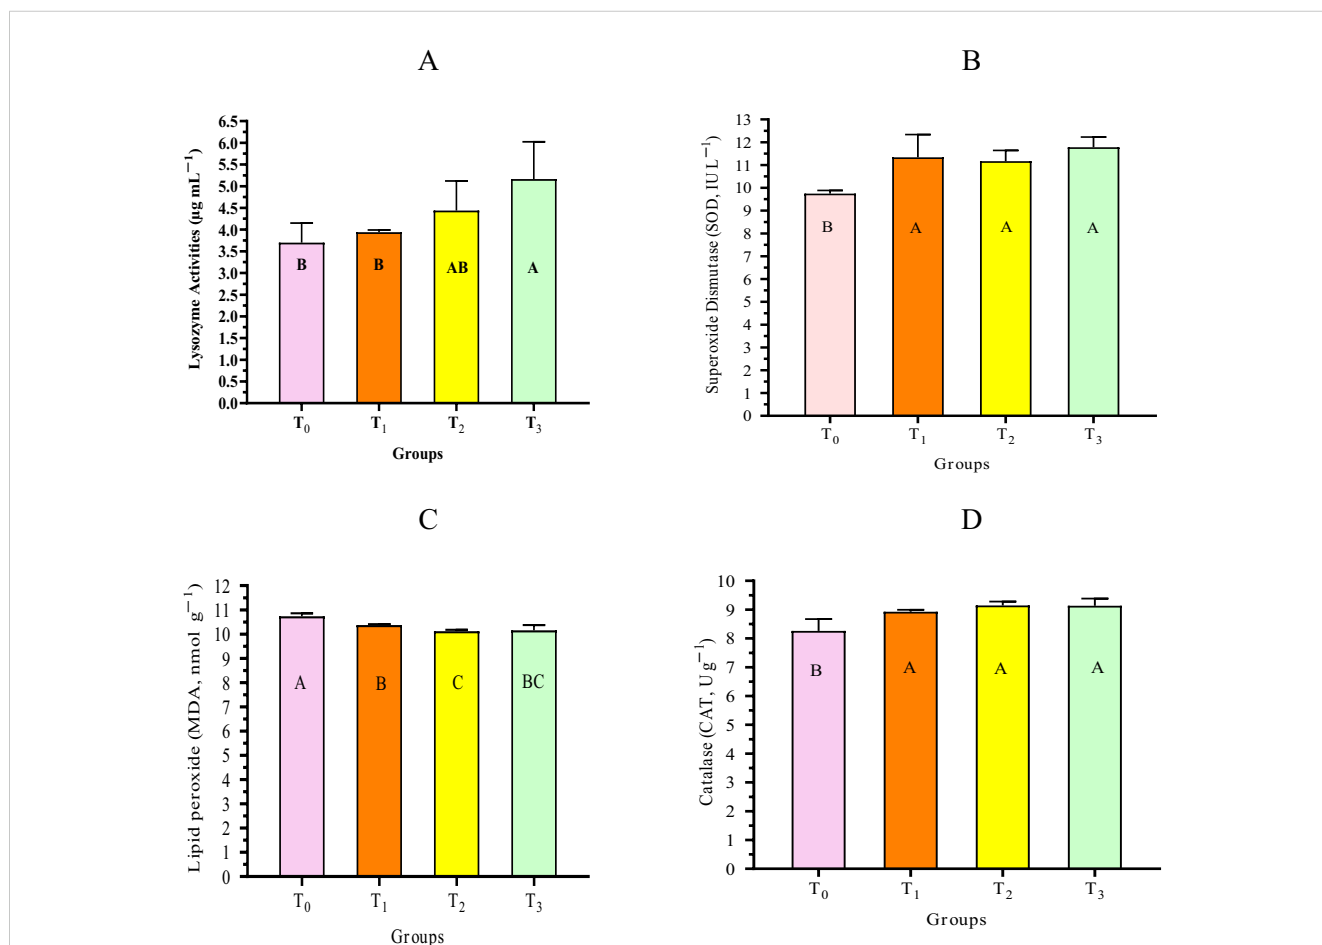 A
Lysozyme Activities (µg mL⁻¹)
6.5
6.0
5.5
5.0
4.5
4.0
3.5
3.0
2.5
2.0
1.5
1.0
0.5
0.0
B
B
AB
A
T₀
T₁
T₂
T₃
Groups
B
Superoxide Dismutase (SOD, IU L⁻¹)
13
12
11
10
9
8
7
6
5
4
3
2
1
0
B
A
A
A
T₀
T₁
T₂
T₃
Groups
C
Lipid peroxide (MDA, nmol g⁻¹)
12
11
10
9
8
7
6
5
4
3
2
1
0
A
B
C
BC
T₀
T₁
T₂
T₃
Groups
D
Catalase (CAT, U g⁻¹)
10
9
8
7
6
5
4
3
2
1
0
B
A
A
A
T₀
T₁
T₂
T₃
Groups